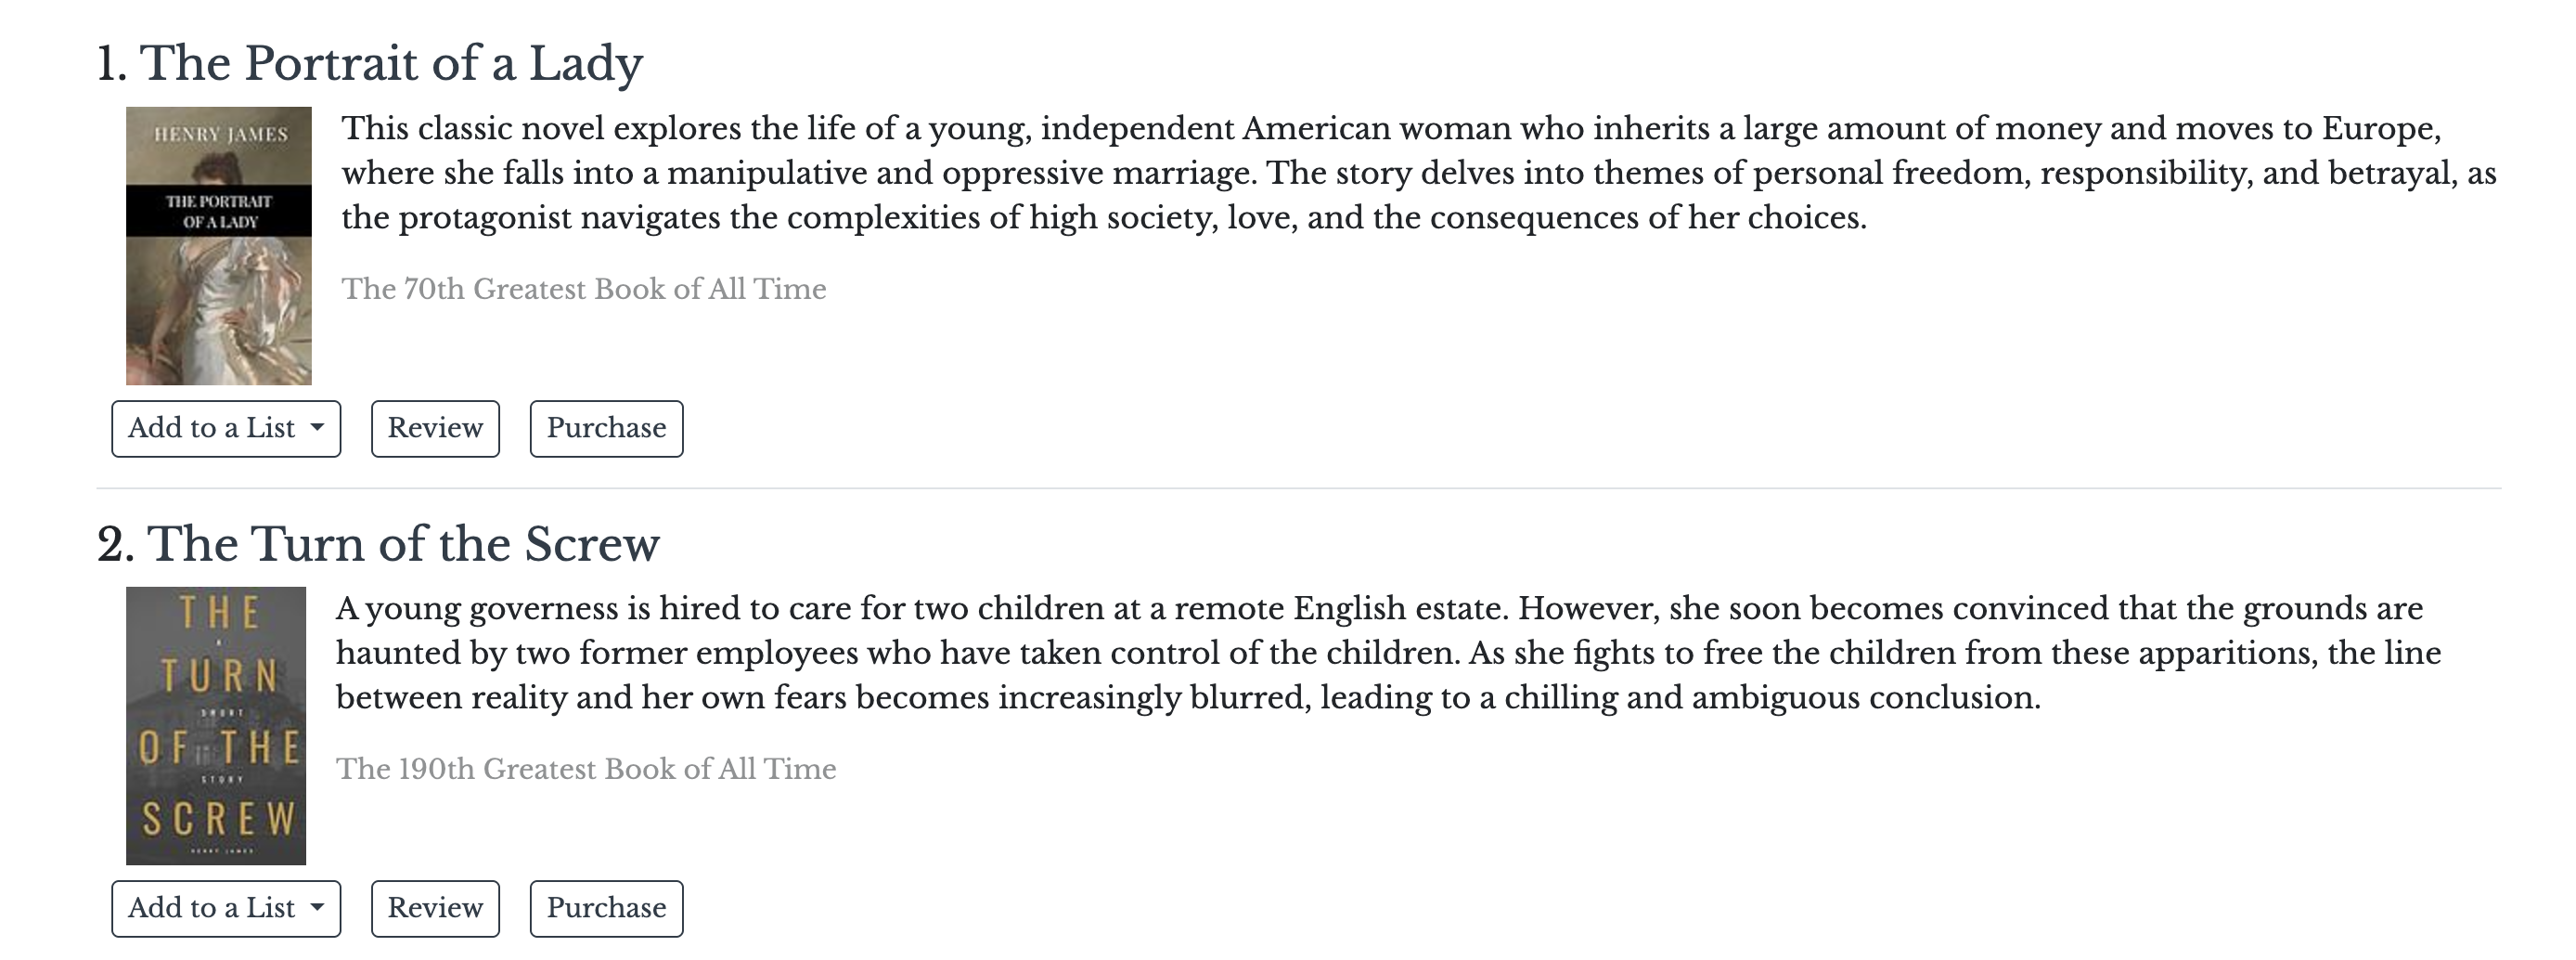 1. The Portrait of a Lady
HENRY JAMES
THE PORTRAIT
OF A LADY
This classic novel explores the life of a young, independent American woman who inherits a large amount of money and moves to Europe,
where she falls into a manipulative and oppressive marriage. The story delves into themes of personal freedom, responsibility, and betrayal, as
the protagonist navigates the complexities of high society, love, and the consequences of her choices.
The 70th Greatest Book of All Time
Add to a List Review Purchase
2. The Turn of the Screw
THE
A
TURN
SHORT
OF THE
STORY
SCREW
HENRY JAMES
A young governess is hired to care for two children at a remote English estate. However, she soon becomes convinced that the grounds are
haunted by two former employees who have taken control of the children. As she fights to free the children from these apparitions, the line
between reality and her own fears becomes increasingly blurred, leading to a chilling and ambiguous conclusion.
The 190th Greatest Book of All Time
Add to a List Review Purchase